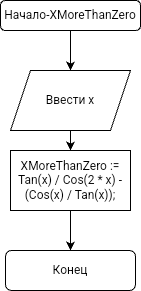 Начало-XMoreThanZero
Ввести x
XMoreThanZero :=
Tan(x) / Cos(2 * x) -
(Cos(x) / Tan(x));
Конец